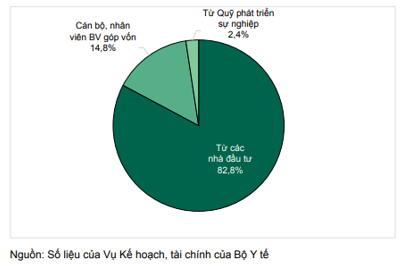 Từ Quỹ phát triển
sự nghiệp
2,4%
Cán bộ, nhân
viên BV góp vốn
14,8%
Từ các
nhà đầu tư
82,8%
Nguồn: Số liệu của Vụ Kế hoạch, tài chính của Bộ Y tế